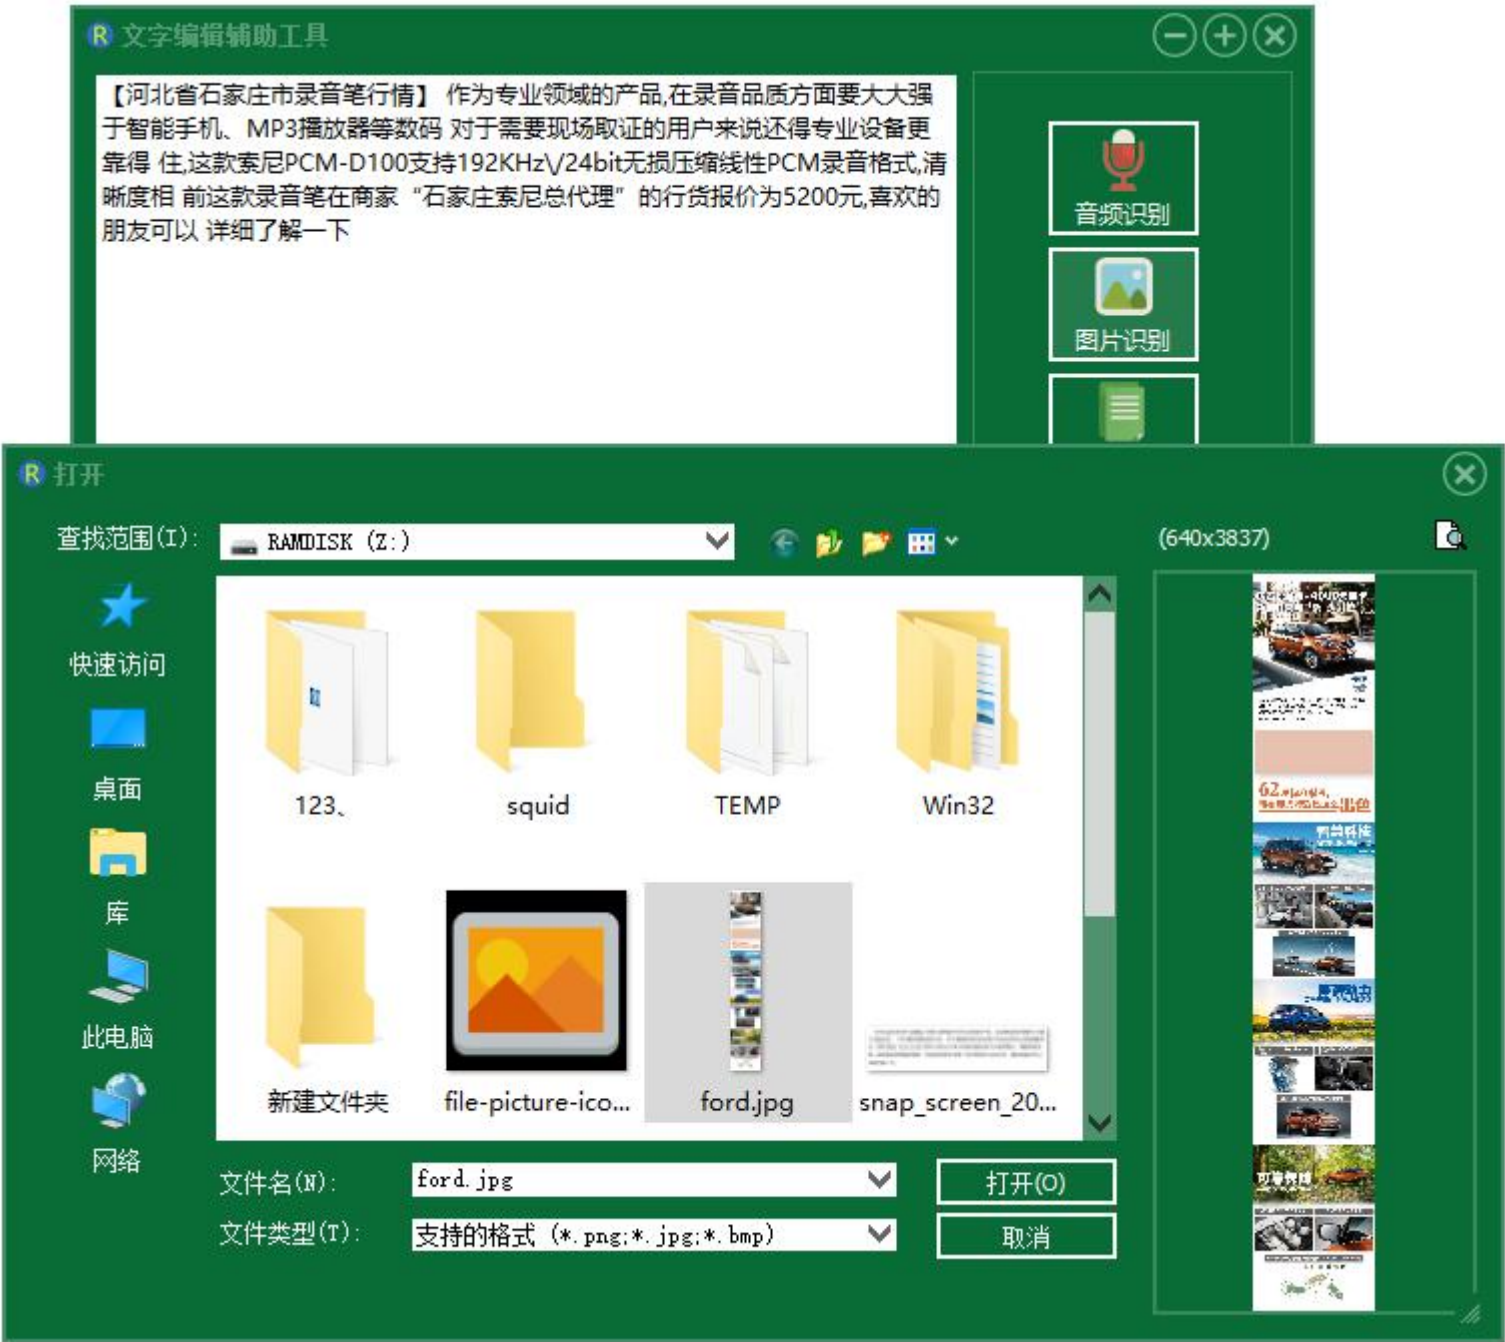 R 文字编辑辅助工具
【河北省石家庄市录音笔行情】 作为专业领域的产品,在录音品质方面要大大强
于智能手机、MP3播放器等数码 对于需要现场取证的用户来说还得专业设备更
靠得 住,这款索尼PCM-D100支持192KHz\/24bit无损压缩线性PCM录音格式,清
晰度相 前这款录音笔在商家“石家庄索尼总代理”的行货报价为5200元,喜欢的
朋友可以 详细了解一下
音频识别
图片识别
R 打开
查找范围(I):
RAMDISK (Z:)
(640x3837)
快速访问
桌面
库
此电脑
网络
123、
squid
TEMP
Win32
新建文件夹
file-picture-ico...
ford.jpg
snap_screen_20...
文件名(N):
ford.jpg
打开(O)
文件类型(T):
支持的格式 (*.png;*.jpg;*.bmp)
取消
62
出色
智慧科技